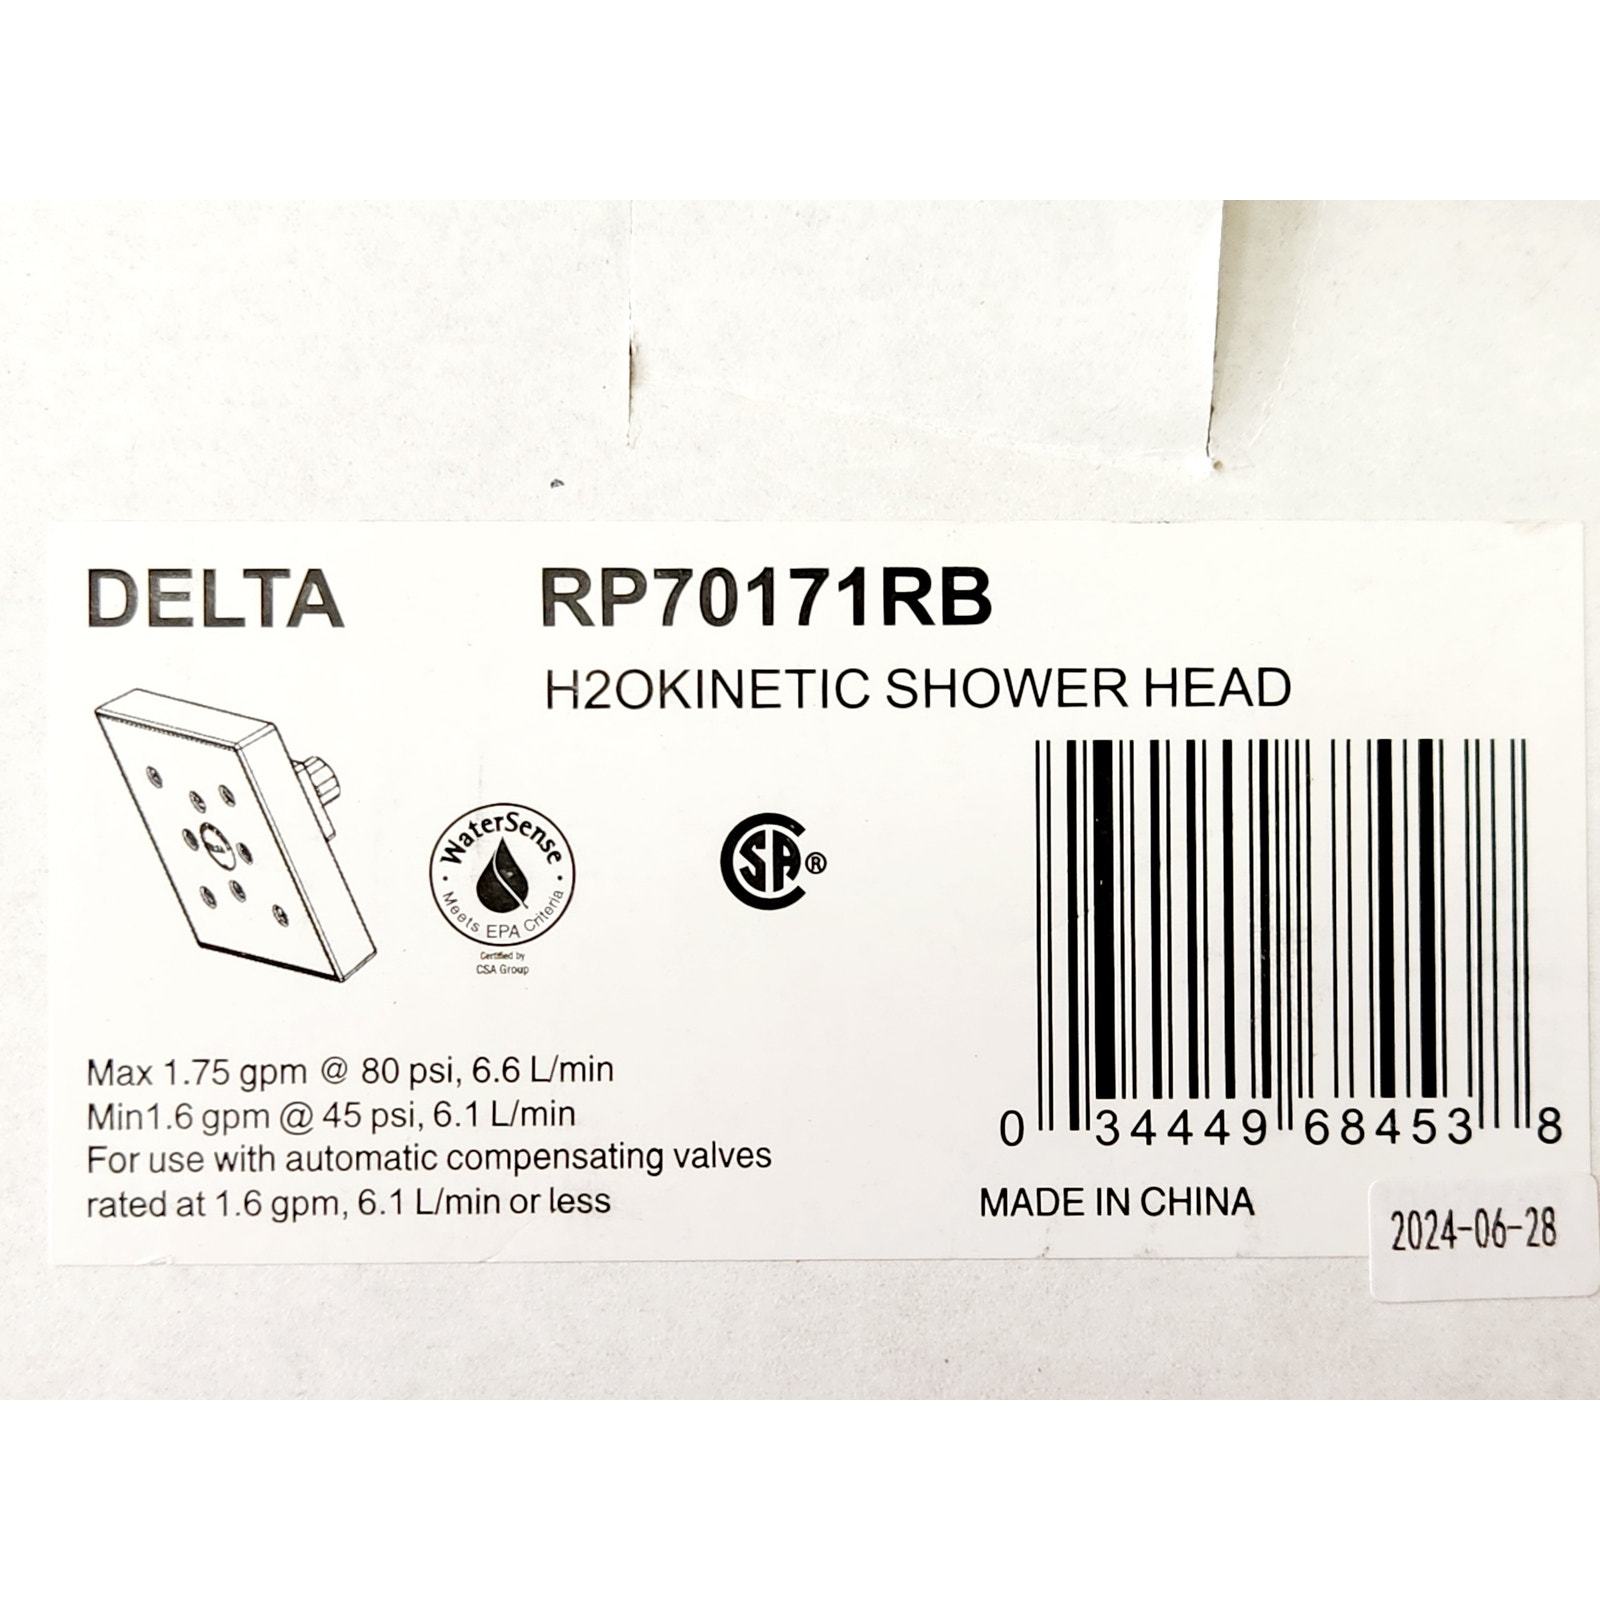 DELTA RP70171RB
H2OKINETIC SHOWER HEAD
WaterSense
Meets EPA Criteria
Certified by
CSA Group
CSA®
Max 1.75 gpm @ 80 psi, 6.6 L/min
Min1.6 gpm @ 45 psi, 6.1 L/min
For use with automatic compensating valves
rated at 1.6 gpm, 6.1 L/min or less
0 34449 68453 8
MADE IN CHINA
2024-06-28